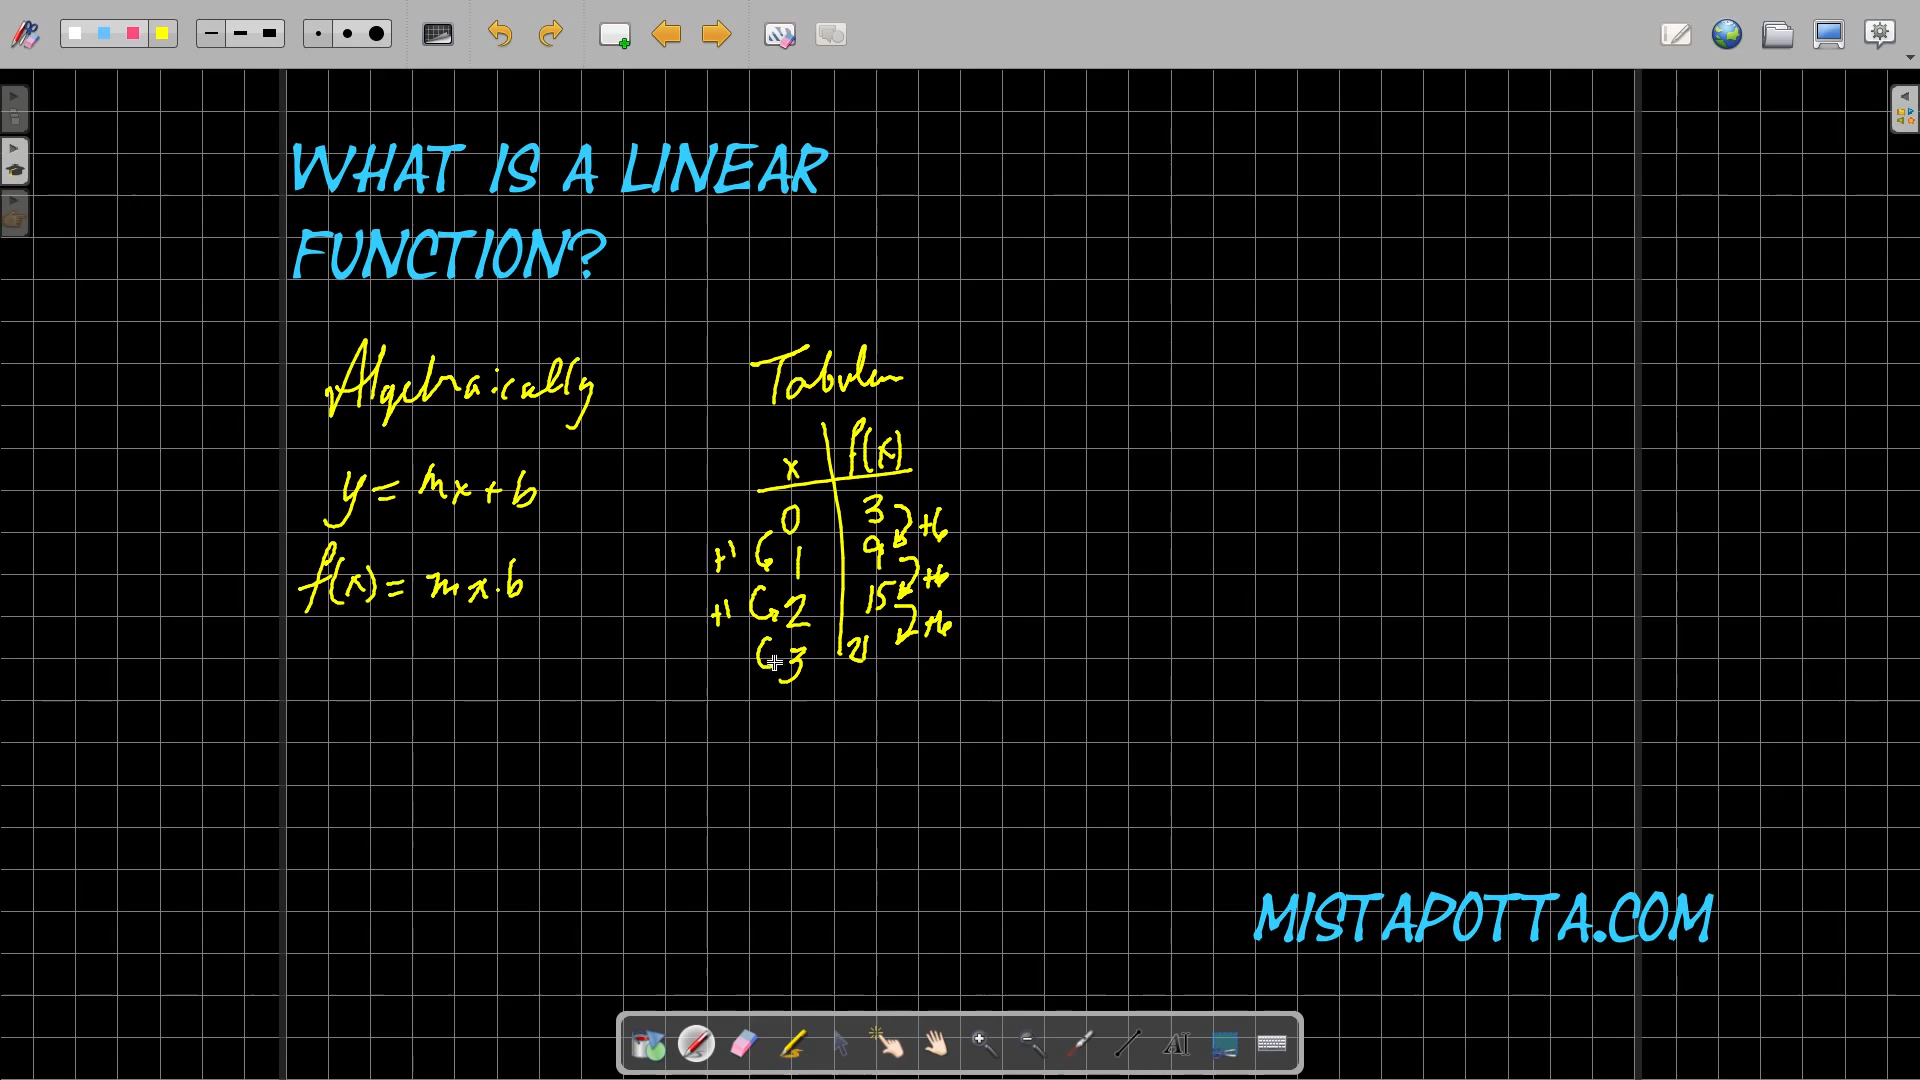 WHAT IS A LINEAR
FUNCTION?
Algebraically
y = mx + b
f(x) = mx + b
Tabular
x f(x)
0 3 +6
+1 1 9 +6
+1 2 15 +6
3 21
MISTAPOTTA.COM